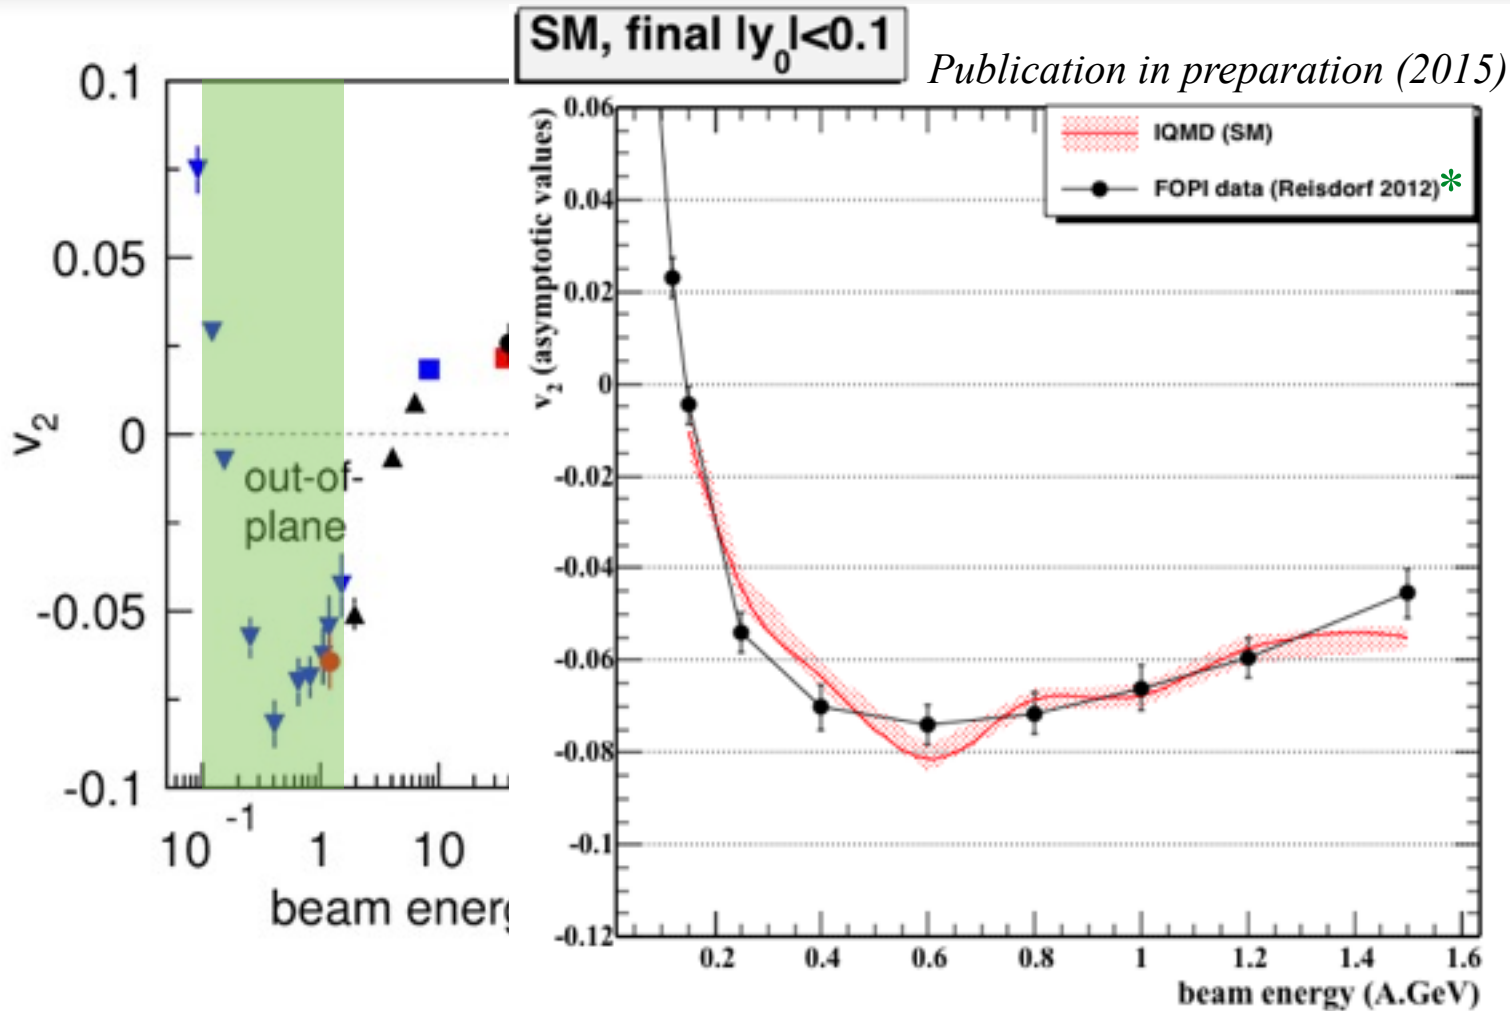 SM, final |y0|<0.1
Publication in preparation (2015)
0.1
0.05
0
-0.05
-0.1
v2
out-of-
plane
10-1
1
10
beam energ
0.06
0.04
0.02
0
-0.02
-0.04
-0.06
-0.08
-0.1
-0.12
v2 (asymptotic values)
IQMD (SM)
FOPI data (Reisdorf 2012)*
0.2
0.4
0.6
0.8
1
1.2
1.4
1.6
beam energy (A.GeV)